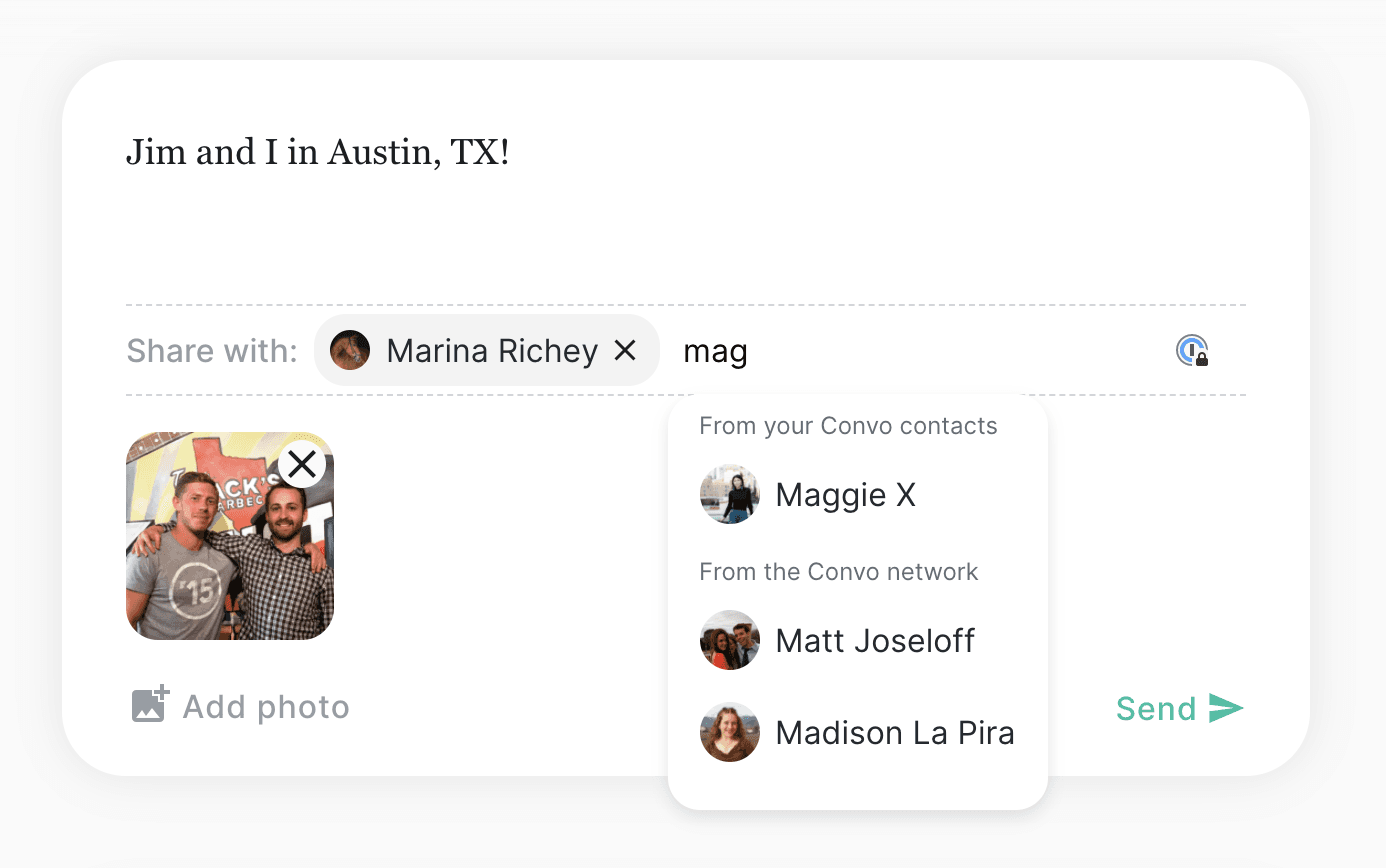 Jim and I in Austin, TX!
Share with: Marina Richey mag
From your Convo contacts
Maggie X
From the Convo network
Matt Joseloff
Madison La Pira
'15
Add photo
Send